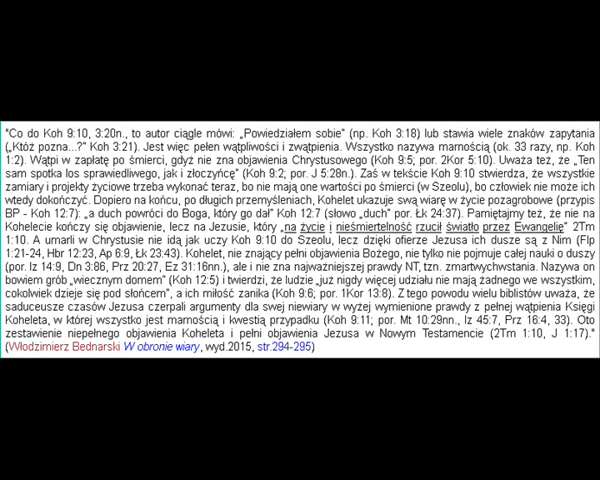 "Co do Koh 9:10, 3:20n., to autor ciągle mówi: „Powiedziałem sobie” (np. Koh 3:18) lub stawia wiele znaków zapytania
(„Któż pozna...?” Koh 3:21). Jest więc pełen wątpliwości i zwątpienia. Wszystko nazywa marnością (ok. 33 razy, np. Koh
1:2). Wątpi w zapłatę po śmierci, gdyż nie zna objawienia Chrystusowego (Koh 9:5; por. 2Kor 5:10). Uważa też, że „Ten
sam spotka los sprawiedliwego, jak i złoczyńcę” (Koh 9:2; por. J 5:28n.). Zaś w tekście Koh 9:10 stwierdza, że wszystkie
zamiary i projekty życiowe trzeba wykonać teraz, bo nie mają one wartości po śmierci (w Szeolu), bo człowiek nie może ich
wtedy dokończyć. Dopiero na końcu, po długich przemyśleniach, Kohelet ukazuje swą wiarę w życie pozagrobowe (przypis
BP - Koh 12:7): „a duch powróci do Boga, który go dał” Koh 12:7 (słowo „duch” por. Łk 24:37). Pamiętajmy też, że nie na
Kohelecie kończy się objawienie, lecz na Jezusie, który „na życie i nieśmiertelność rzucił światło przez Ewangelię” 2Tm
1:10. A umarli w Chrystusie nie idą jak uczy Koh 9:10 do Szeolu, lecz dzięki ofierze Jezusa ich dusze są z Nim (Flp
1:21-24, Hbr 12:23, Ap 6:9, Łk 23:43). Kohelet, nie znający pełni objawienia Bożego, nie tylko nie pojmuje całej nauki o duszy
(por. Iz 14:9, Dn 3:86, Prz 20:27, Ez 31:16nn.), ale i nie zna najważniejszej prawdy NT, tzn. zmartwychwstania. Nazywa on
bowiem grób „wiecznym domem” (Koh 12:5) i twierdzi, że ludzie „już nigdy więcej udziału nie mają żadnego we wszystkim,
cokolwiek dzieje się pod słońcem”, a ich miłość zanika (Koh 9:6; por. 1Kor 13:8). Z tego powodu wielu biblistów uważa, że
saduceusze czasów Jezusa czerpali argumenty dla swej niewiary w wyżej wymienione prawdy z pełnej wątpienia Księgi
Koheleta, w której wszystko jest marnością i kwestią przypadku (Koh 9:11; por. Mt 10:29nn., Iz 45:7, Prz 16:4, 33). Oto
zestawienie niepełnego objawienia Koheleta i pełni objawienia Jezusa w Nowym Testamencie (2Tm 1:10, J 1:17)."
(Włodzimierz Bednarski W obronie wiary, wyd.2015, str.294-295)